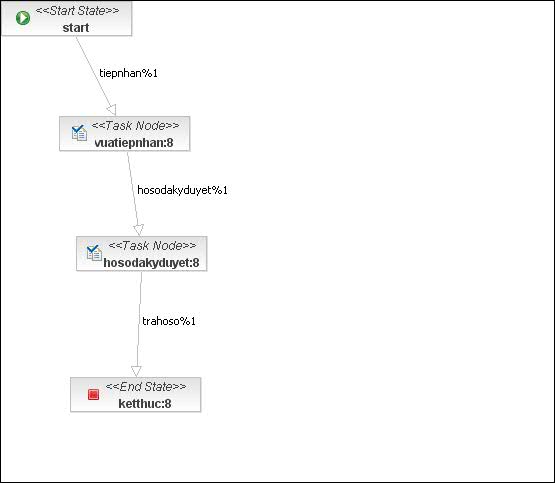 <<Start State>>
start
tiepnhan%1
<<Task Node>>
vuatiepnhan:8
hosodakyduyet%1
<<Task Node>>
hosodakyduyet:8
trahoso%1
<<End State>>
ketthuc:8